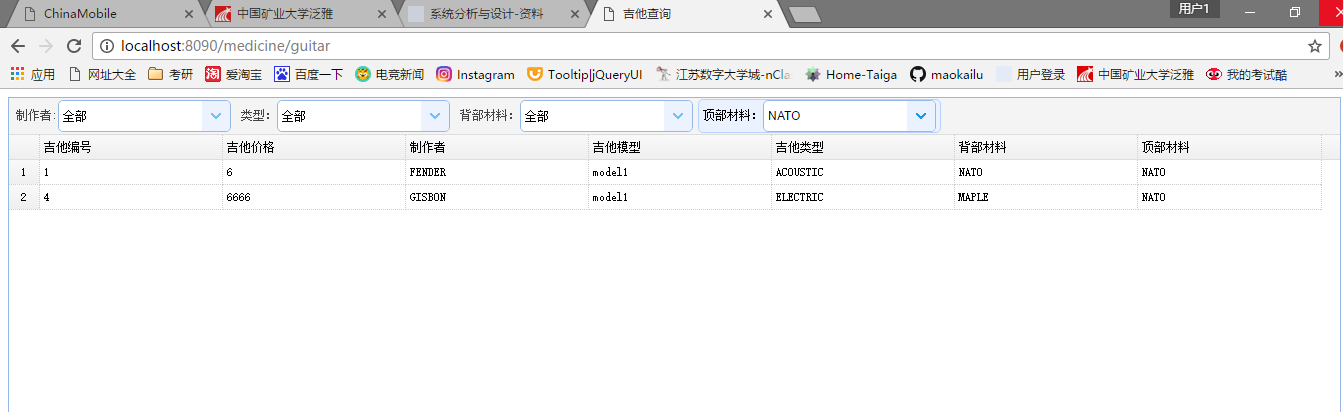 ChinaMobile 中国矿业大学泛雅 系统分析与设计-资料 吉他查询 用户1
localhost:8090/medicine/guitar
应用 网址大全 考研 爱淘宝 百度一下 电竞新闻 Instagram Tooltip|jQueryUI 江苏数字大学城-nCla Home-Taiga maokailu 用户登录 中国矿业大学泛雅 我的考试酷 »
制作者: 全部 类型: 全部 背部材料: 全部 顶部材料: NATO
吉他编号 吉他价格 制作者 吉他模型 吉他类型 背部材料 顶部材料
1 1 6 FENDER model1 ACOUSTIC NATO NATO
2 4 6666 GISBON model1 ELECTRIC MAPLE NATO